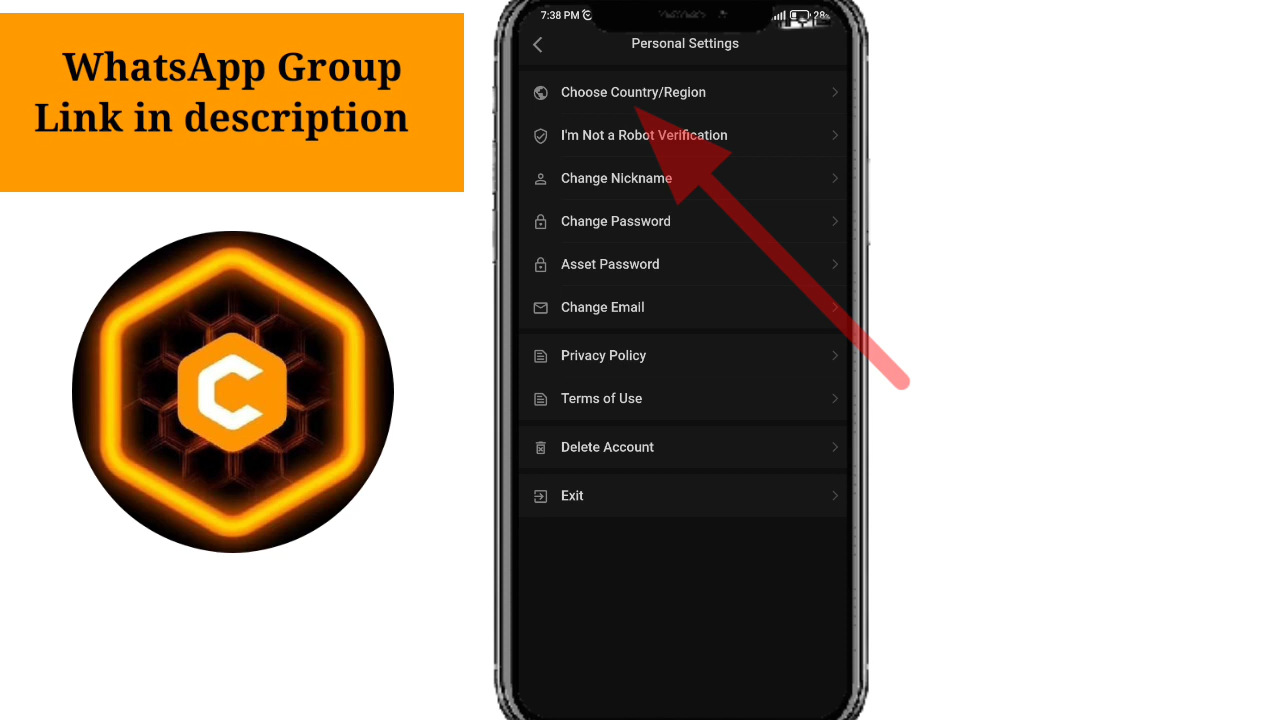 WhatsApp Group
Link in description
7:38 PM
28%
Personal Settings
Choose Country/Region
I'm Not a Robot Verification
Change Nickname
Change Password
Asset Password
Change Email
Privacy Policy
Terms of Use
Delete Account
Exit